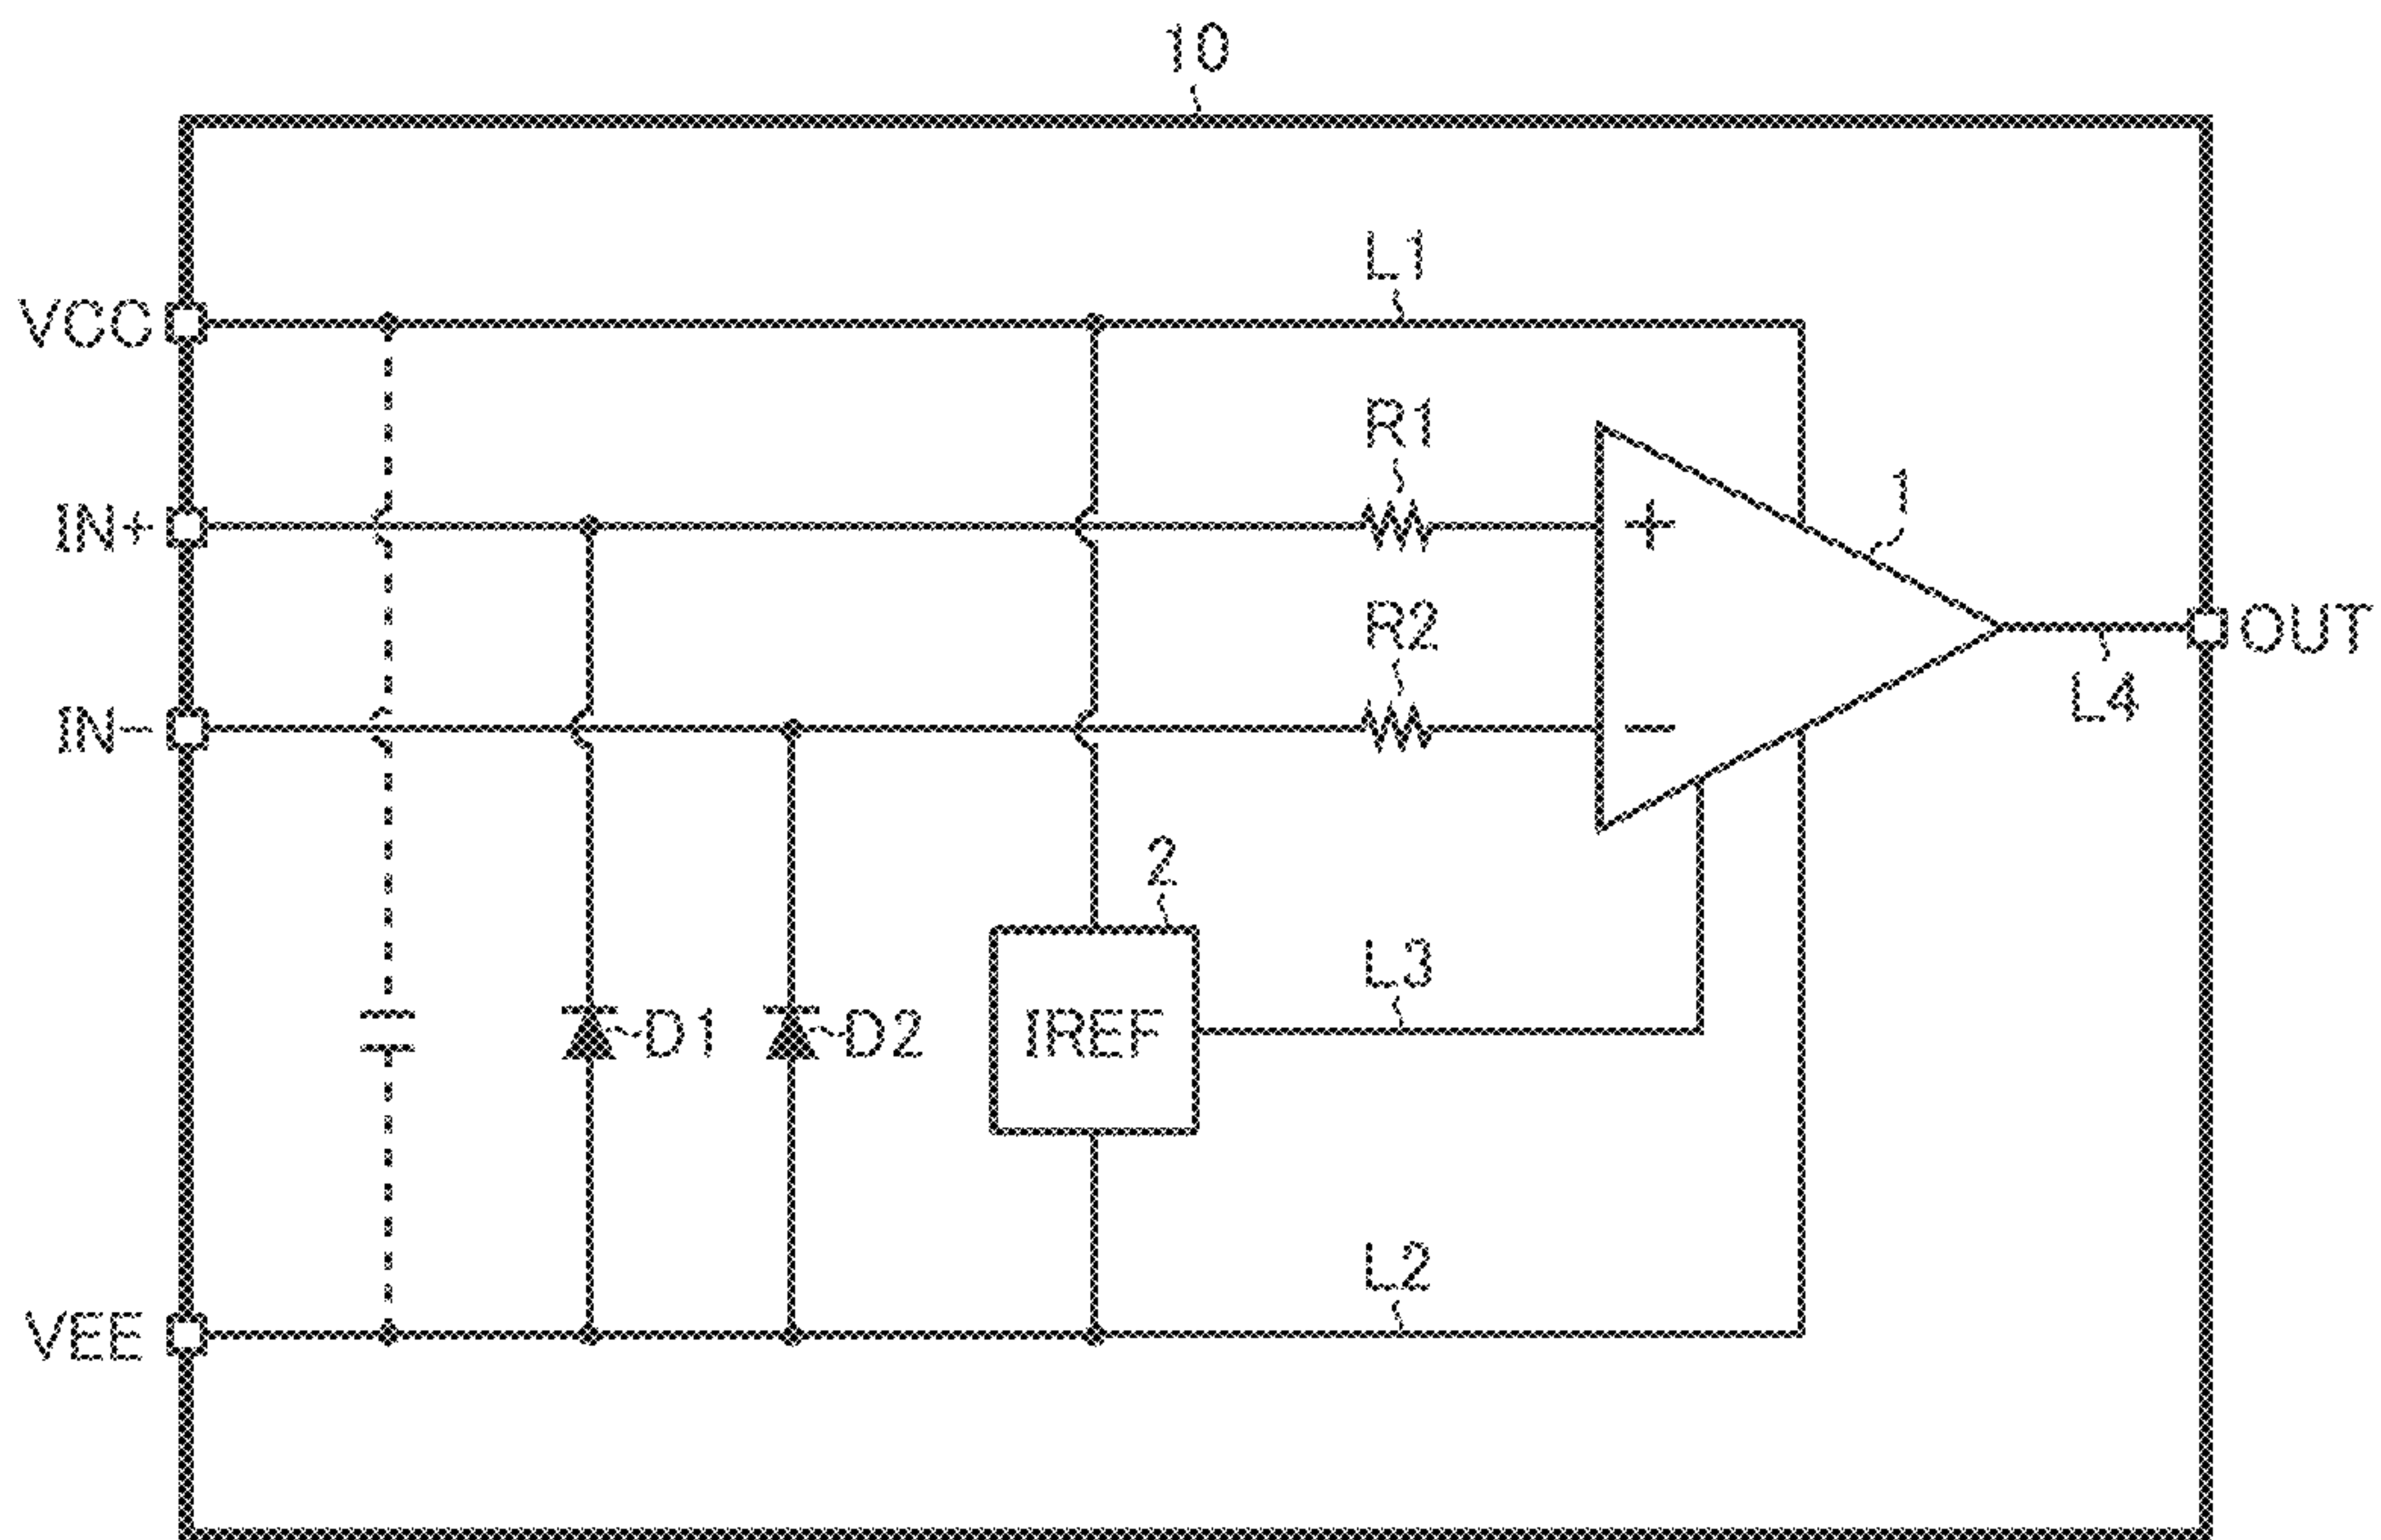 10
L1
VCC
R1
IN+
+
1
R2
OUT
IN−
−
L4
2
L3
D1
D2
IREF
L2
VEE